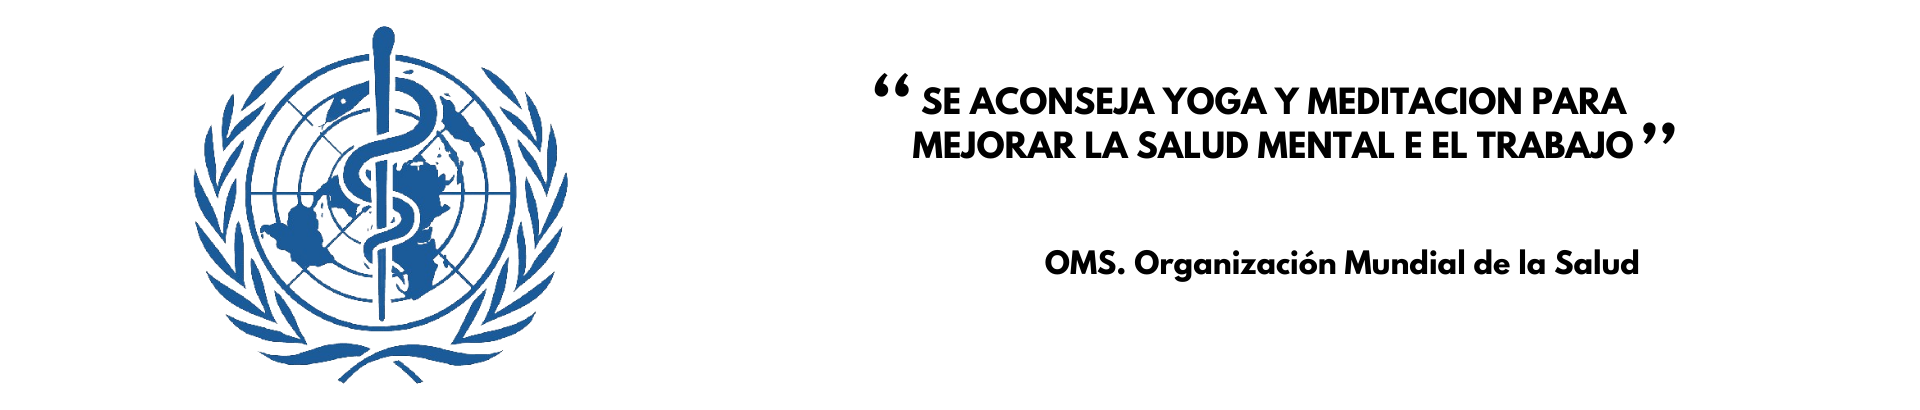 “ SE ACONSEJA YOGA Y MEDITACION PARA
MEJORAR LA SALUD MENTAL E EL TRABAJO ”
OMS. Organización Mundial de la Salud